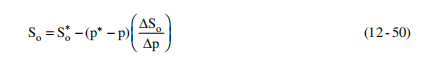 Sₒ = Sₒ* − (p* − p) (ΔSₒ / Δp) (12-50)